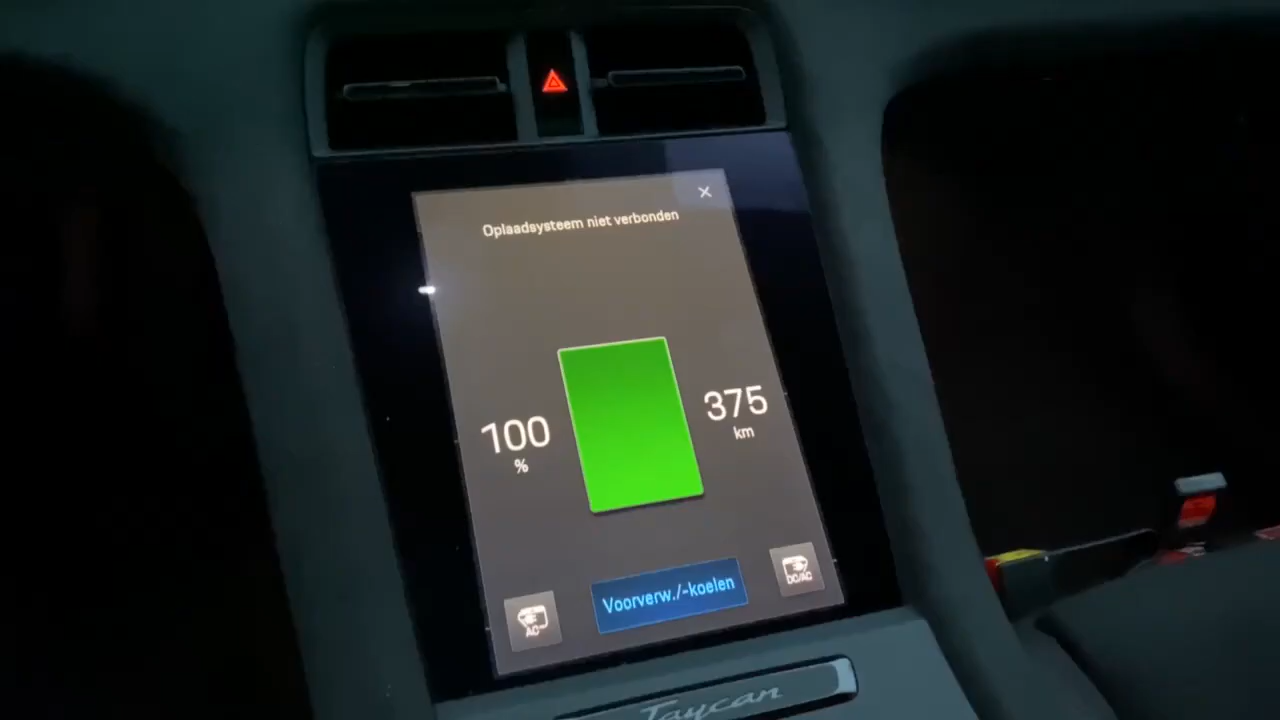 Oplaadsysteem niet verbonden
100
%
375
km
Voorverw./-koelen
AC
DC/AC
Taycan